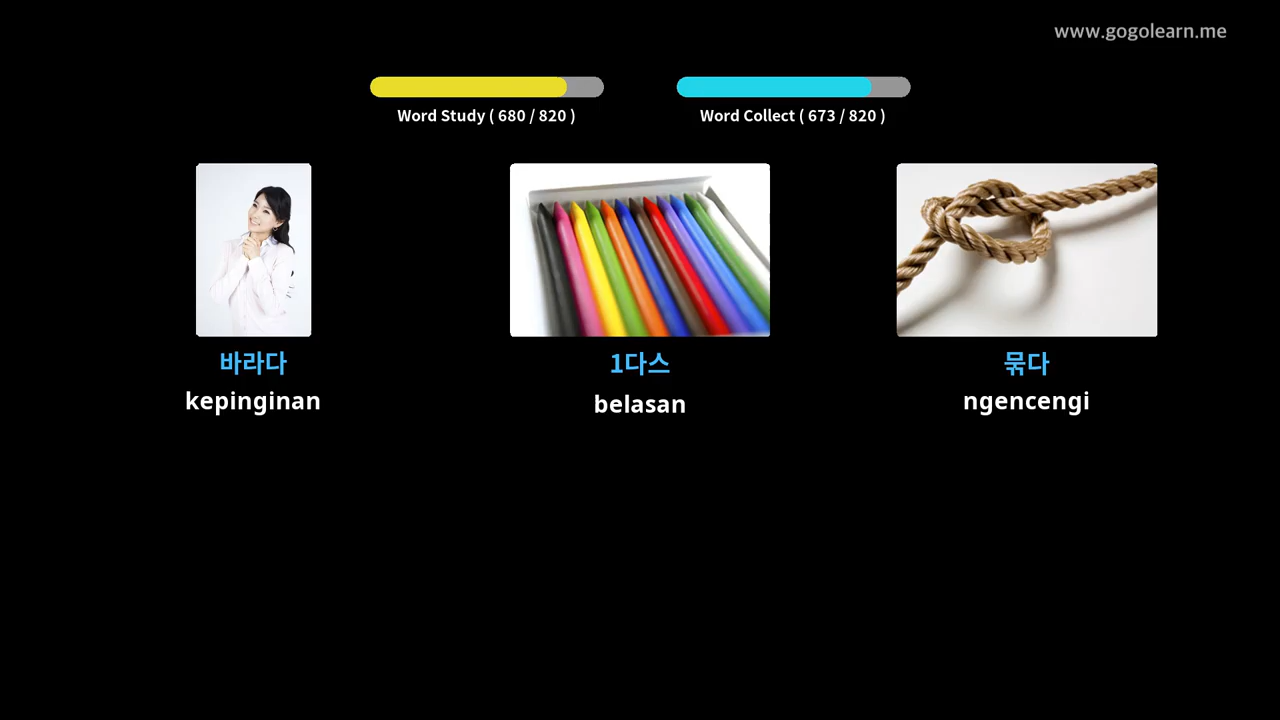 www.gogolearn.me
Word Study ( 680 / 820 )
Word Collect ( 673 / 820 )
바라다
kepinginan
1다스
belasan
묶다
ngencengi